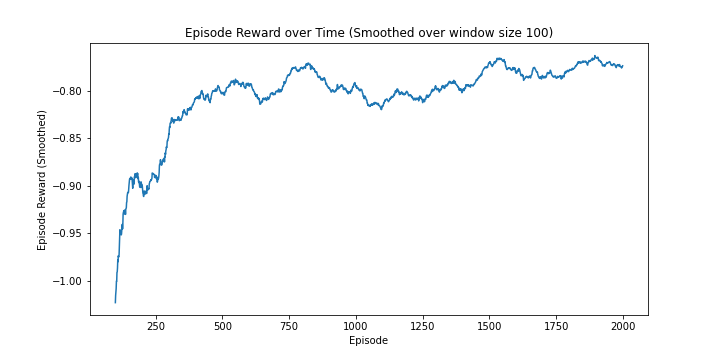 Episode Reward over Time (Smoothed over window size 100)
Episode Reward (Smoothed)
−0.80
−0.85
−0.90
−0.95
−1.00
250 500 750 1000 1250 1500 1750 2000
Episode